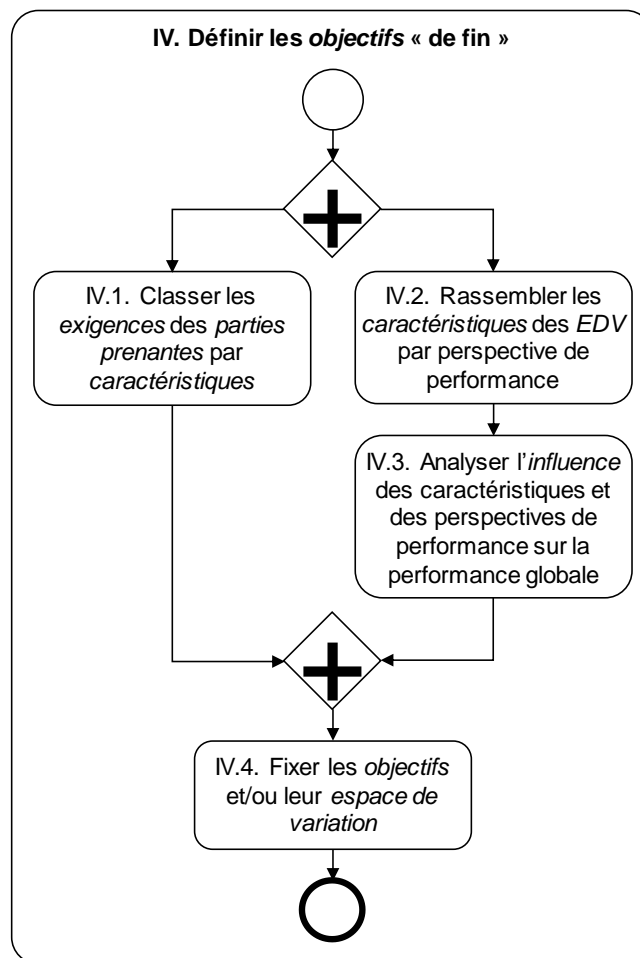 IV. Définir les objectifs « de fin »
IV.1. Classer les
exigences des parties
prenantes par
caractéristiques
IV.2. Rassembler les
caractéristiques des EDV
par perspective de
performance
IV.3. Analyser l'influence
des caractéristiques et
des perspectives de
performance sur la
performance globale
IV.4. Fixer les objectifs
et/ou leur espace de
variation